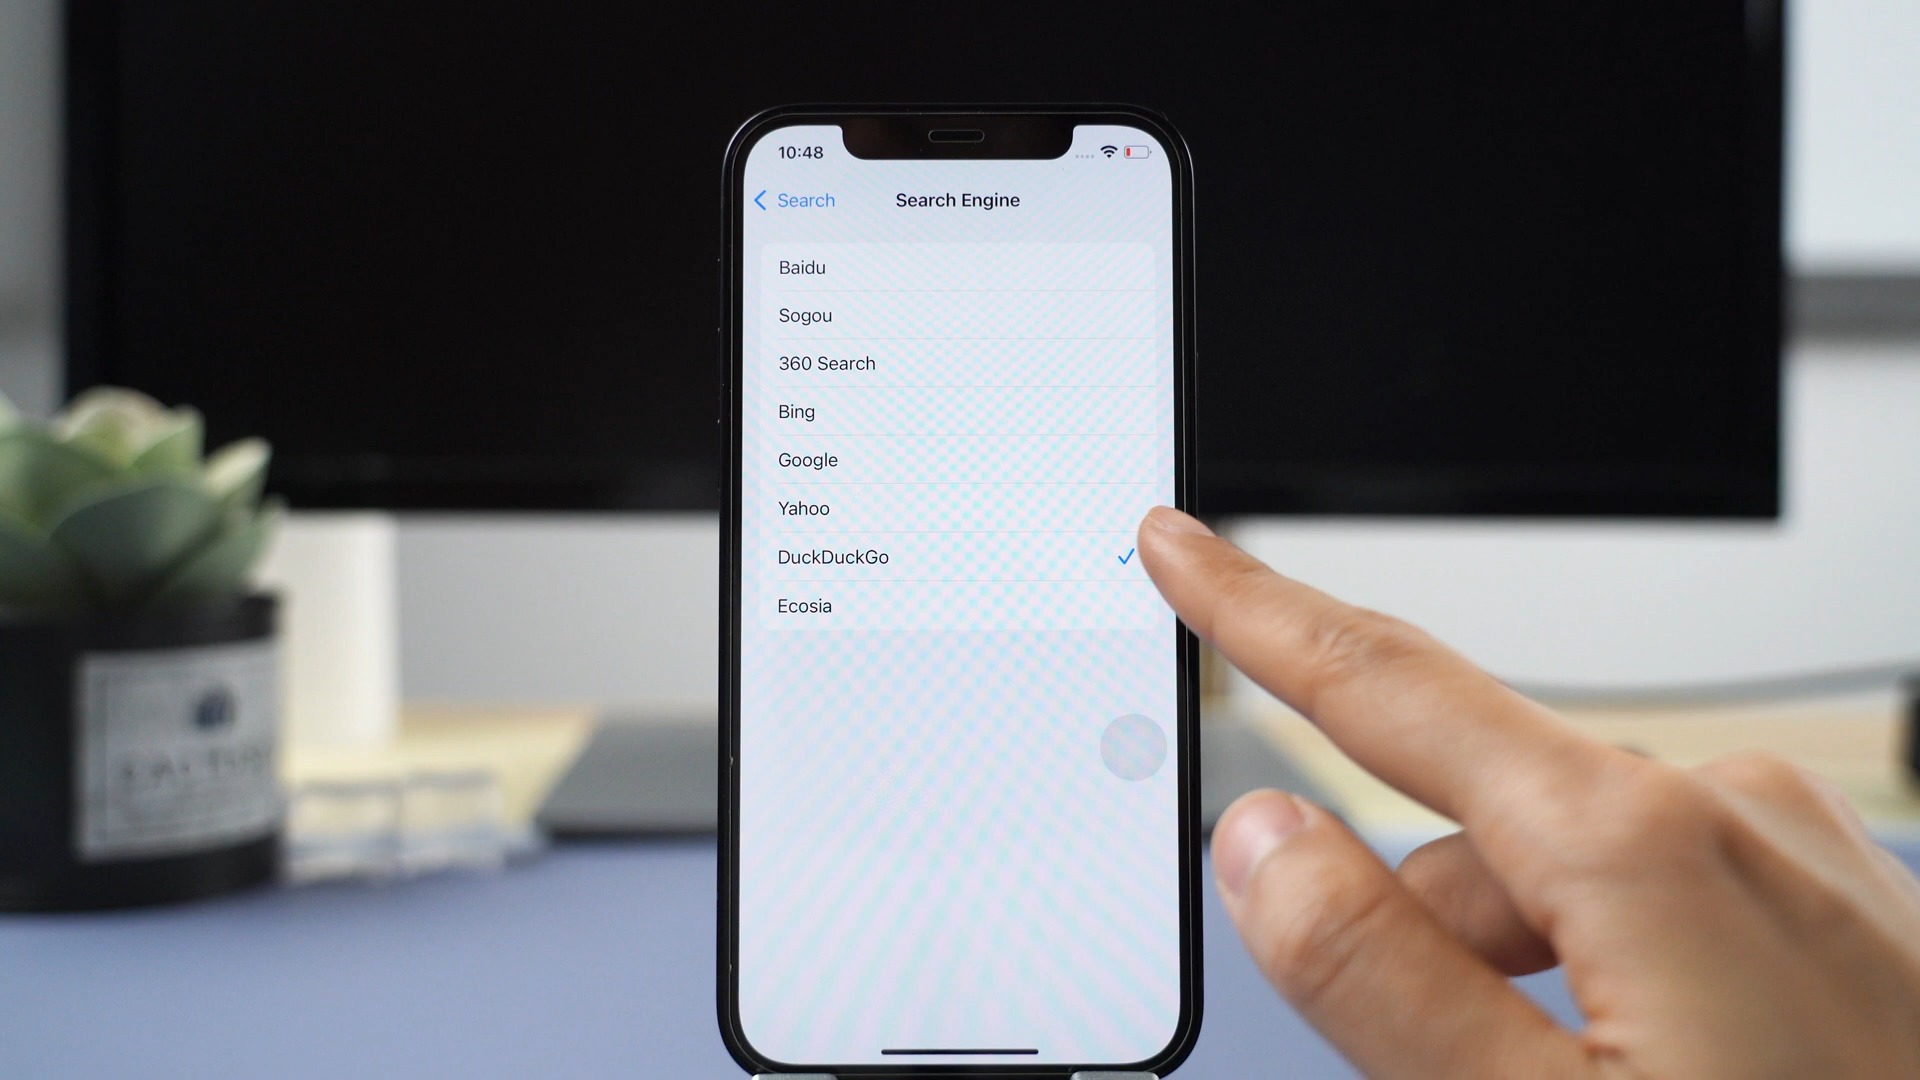 10:48
Search
Search Engine
Baidu
Sogou
360 Search
Bing
Google
Yahoo
DuckDuckGo
Ecosia